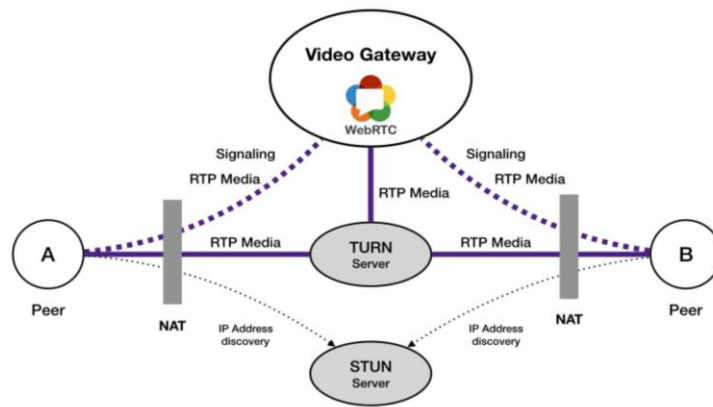 Video Gateway
WebRTC
Signaling
RTP Media
RTP Media
Signaling
RTP Media
A
Peer
NAT
RTP Media
TURN
Server
RTP Media
NAT
B
Peer
IP Address
discovery
IP Address
discovery
STUN
Server